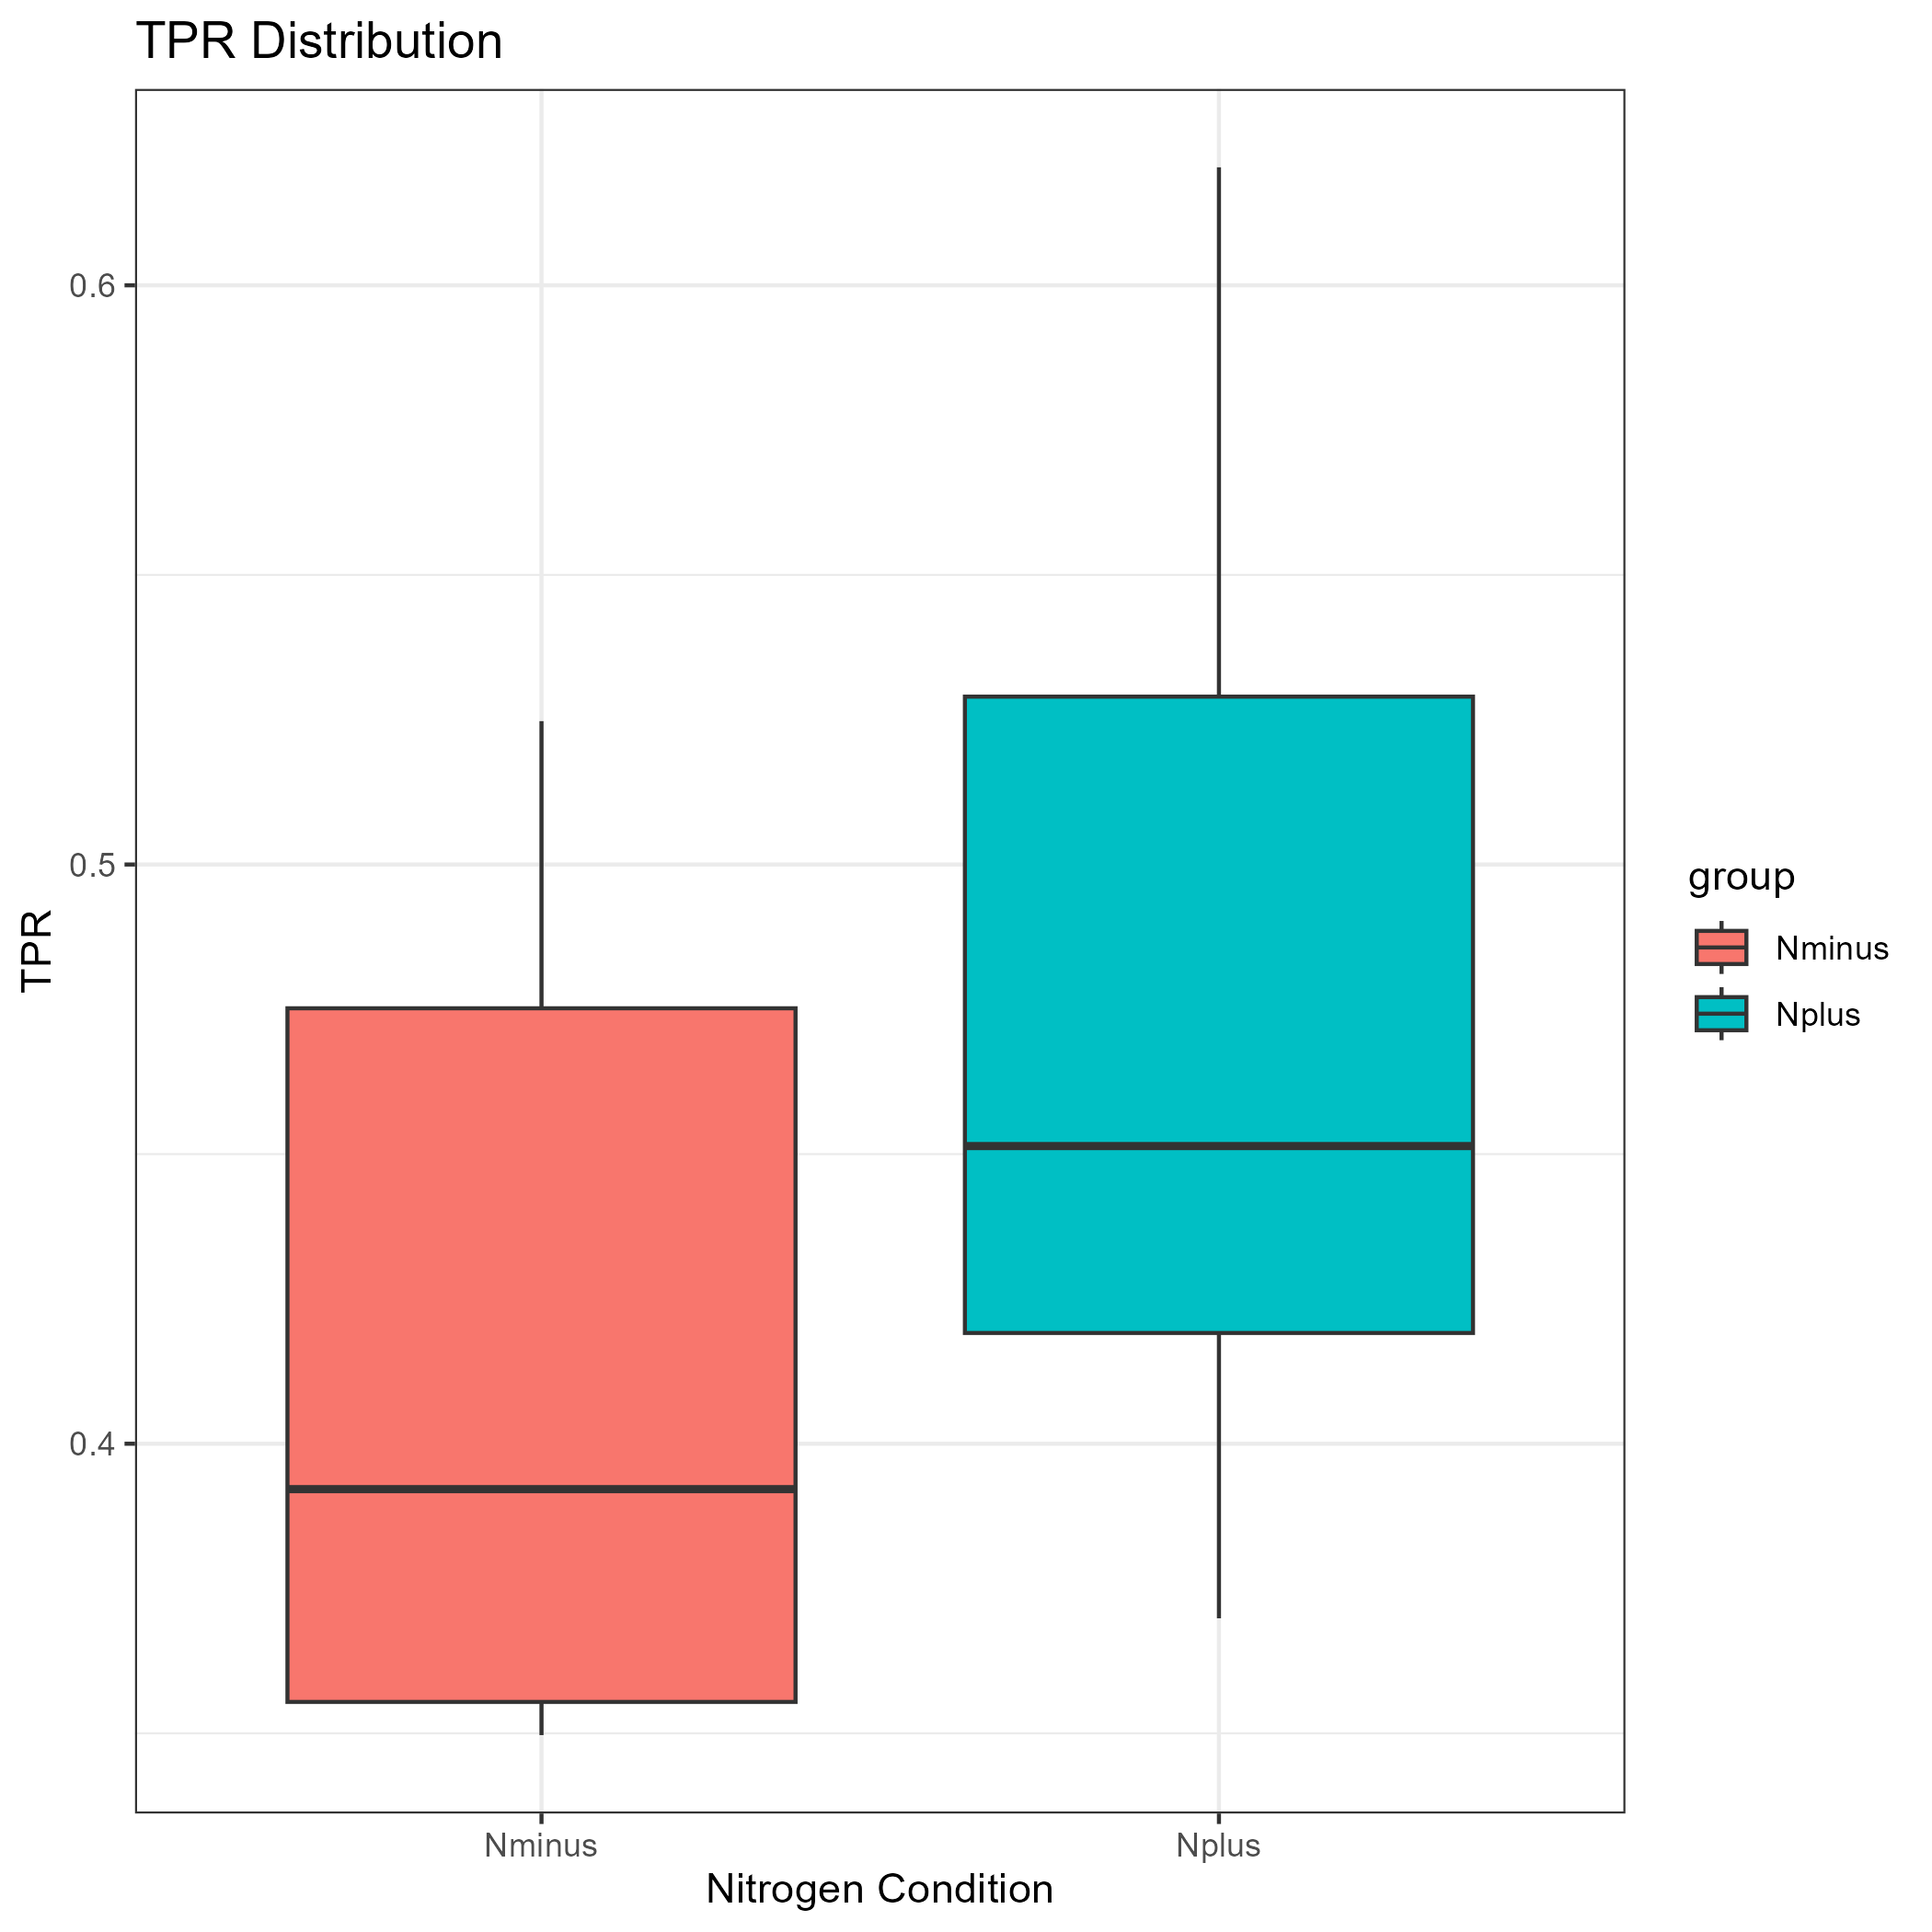 TPR Distribution
0.6
0.5
0.4
TPR
Nminus
Nplus
Nitrogen Condition
group
Nminus
Nplus